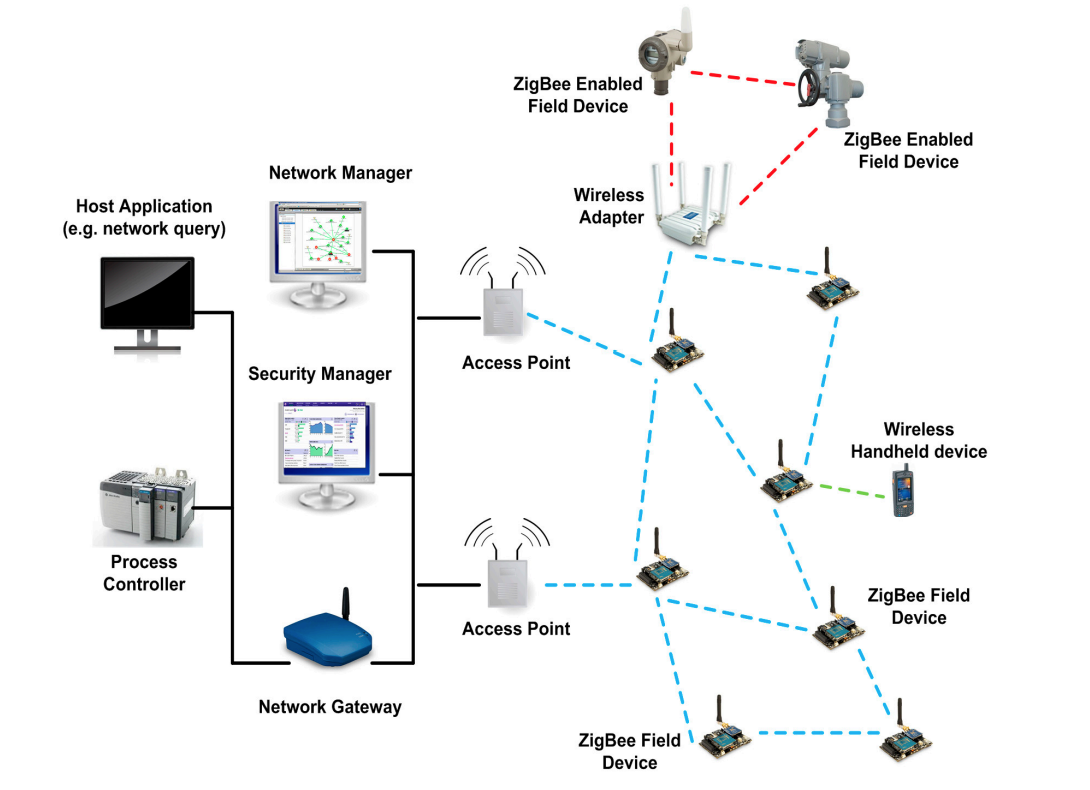 ZigBee Enabled
Field Device
ZigBee Enabled
Field Device
Network Manager
Wireless
Adapter
Host Application
(e.g. network query)
Access Point
Security Manager
Wireless
Handheld device
Process
Controller
ZigBee Field
Device
Access Point
Network Gateway
ZigBee Field
Device